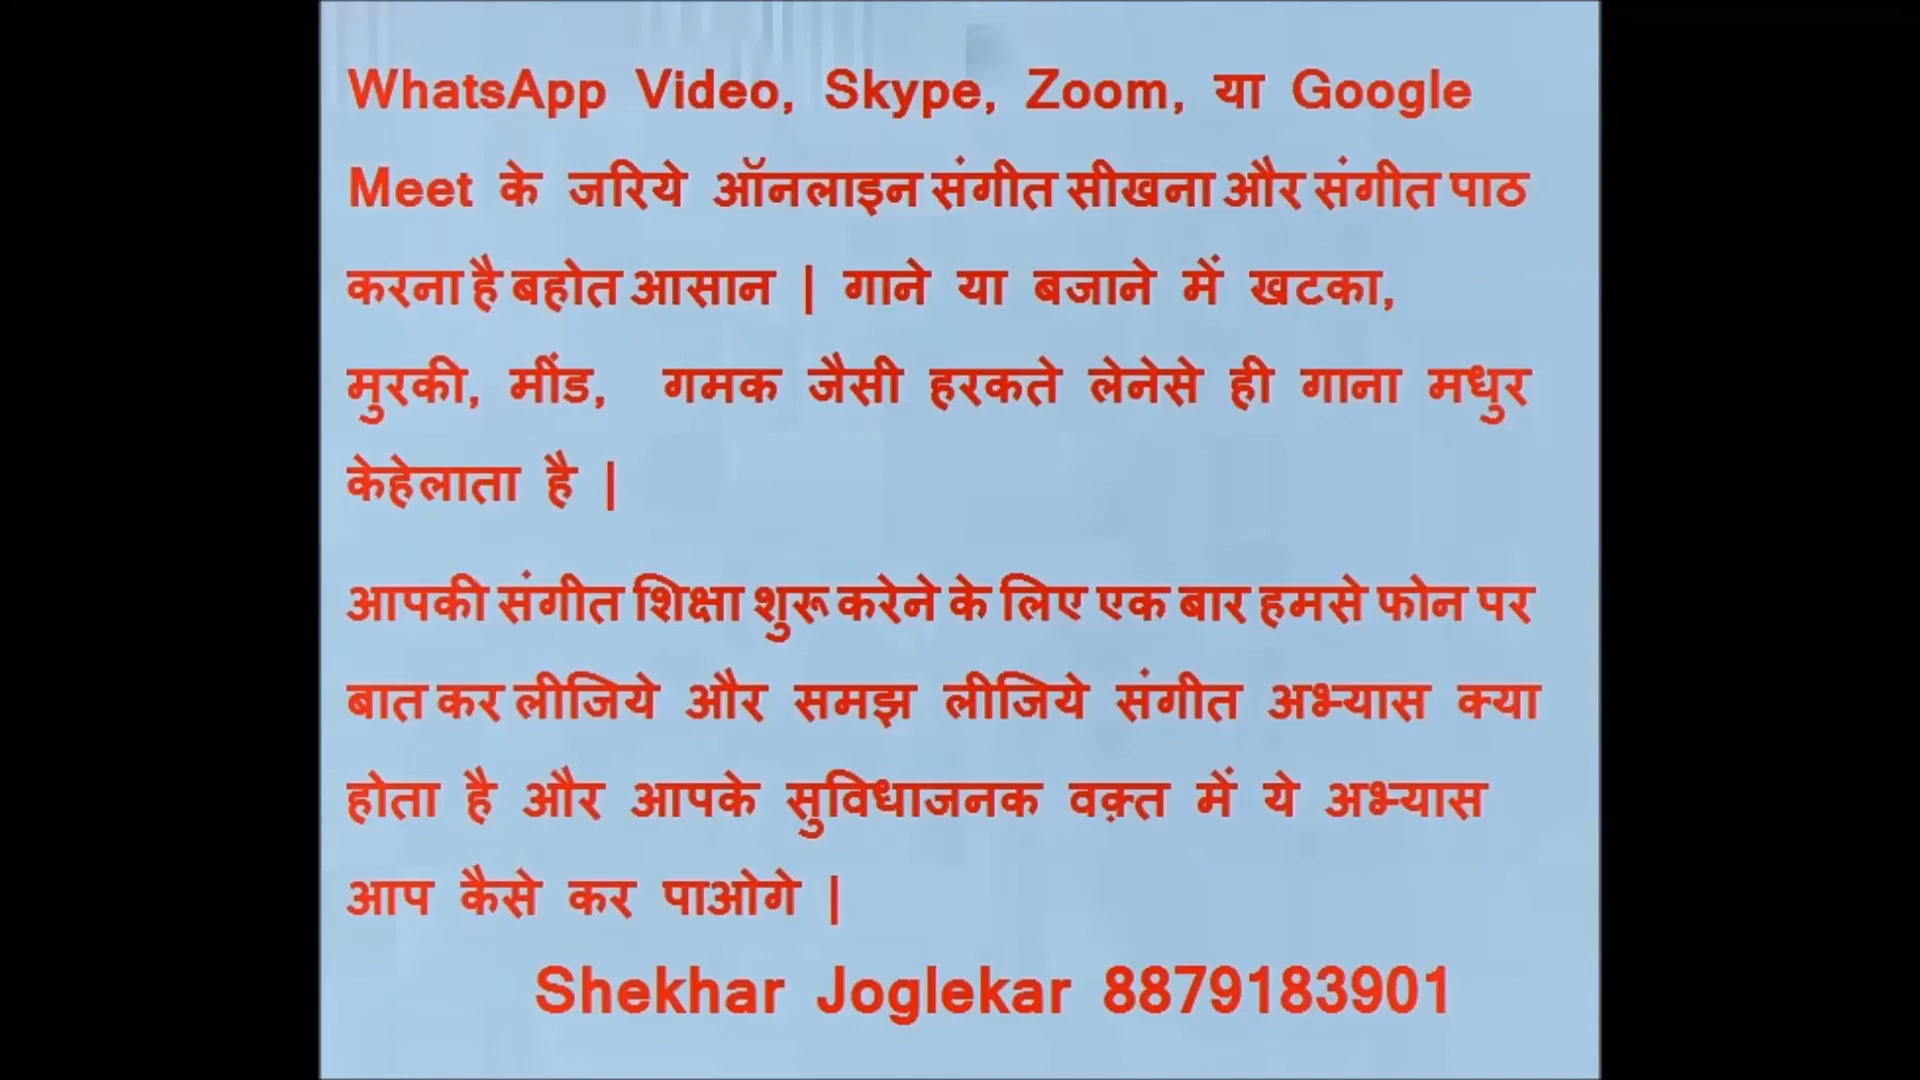 WhatsApp Video, Skype, Zoom, या Google
Meet के जरिये ऑनलाइन संगीत सीखना और संगीत पाठ
करना है बहोत आसान | गाने या बजाने में खटका,
मुरकी, मींड, गमक जैसी हरकते लेनेसे ही गाना मधुर
केहेलाता है |
आपकी संगीत शिक्षा शुरू करेने के लिए एक बार हमसे फोन पर
बात कर लीजिये और समझ लीजिये संगीत अभ्यास क्या
होता है और आपके सुविधाजनक वक़्त में ये अभ्यास
आप कैसे कर पाओगे |
Shekhar Joglekar 8879183901